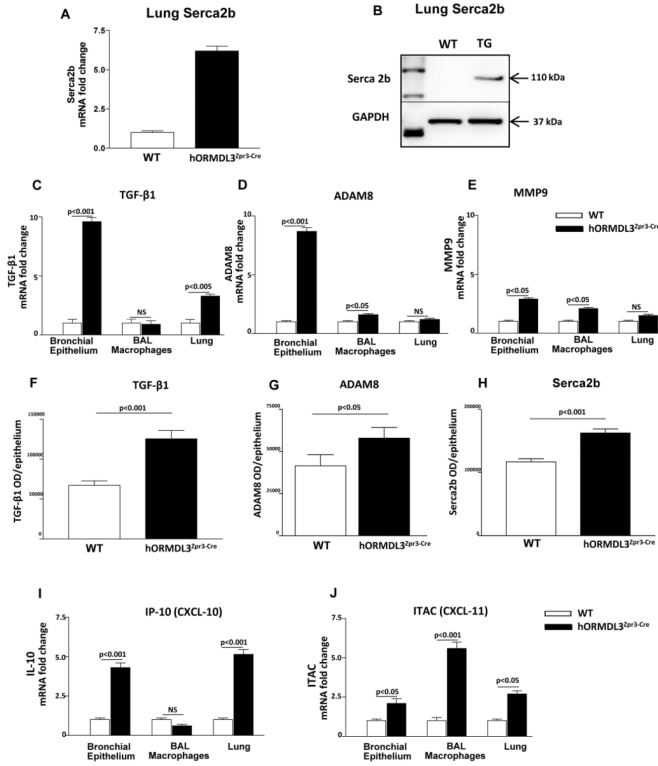 A
Lung Serca2b
Serca2b
mRNA fold change
7.5
5.0
2.5
0.0
WT
hORMDL3Zpr3-Cre
B
Lung Serca2b
WT TG
Serca 2b
110 kDa
GAPDH
37 kDa
C
TGF-β1
TGF-β1
mRNA fold change
10
5
0
p<0.001
NS
p<0.005
Bronchial
Epithelium
BAL
Macrophages
Lung
D
ADAM8
ADAM8
mRNA fold change
10
5
0
p<0.001
p<0.05
NS
Bronchial
Epithelium
BAL
Macrophages
Lung
E
MMP9
MMP9
mRNA fold change
10
5
0
p<0.05
p<0.05
NS
Bronchial
Epithelium
BAL
Macrophages
Lung
WT
hORMDL3Zpr3-Cre
F
TGF-β1
TGF-β1 OD/epithelium
150000
100000
50000
0
p<0.001
WT
hORMDL3Zpr3-Cre
G
ADAM8
ADAM8 OD/epithelium
75000
50000
25000
0
p<0.05
WT
hORMDL3Zpr3-Cre
H
Serca2b
Serca2b OD/epithelium
200000
100000
0
p<0.001
WT
hORMDL3Zpr3-Cre
I
IP-10 (CXCL-10)
IL-10
mRNA fold change
7.5
5.0
2.5
0
p<0.001
NS
p<0.001
Bronchial
Epithelium
BAL
Macrophages
Lung
J
ITAC (CXCL-11)
ITAC
mRNA fold change
7.5
5.0
2.5
0.0
p<0.05
p<0.001
p<0.05
Bronchial
Epithelium
BAL
Macrophages
Lung
WT
hORMDL3Zpr3-Cre